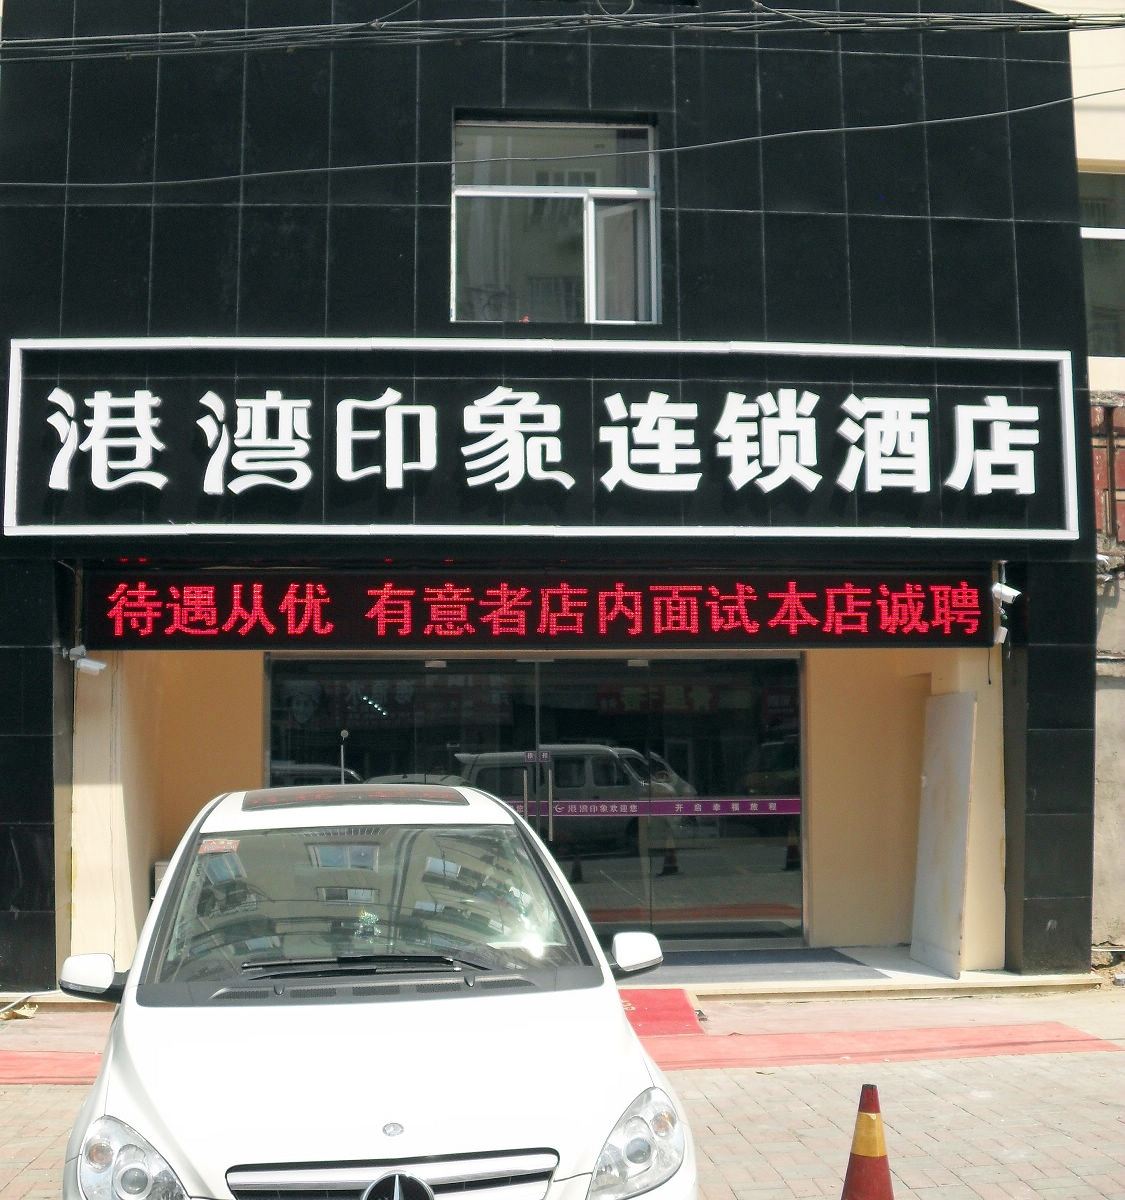 港湾印象连锁酒店
待遇从优 有意者店内面试本店诚聘
港湾印象欢迎您 开启幸福旅程